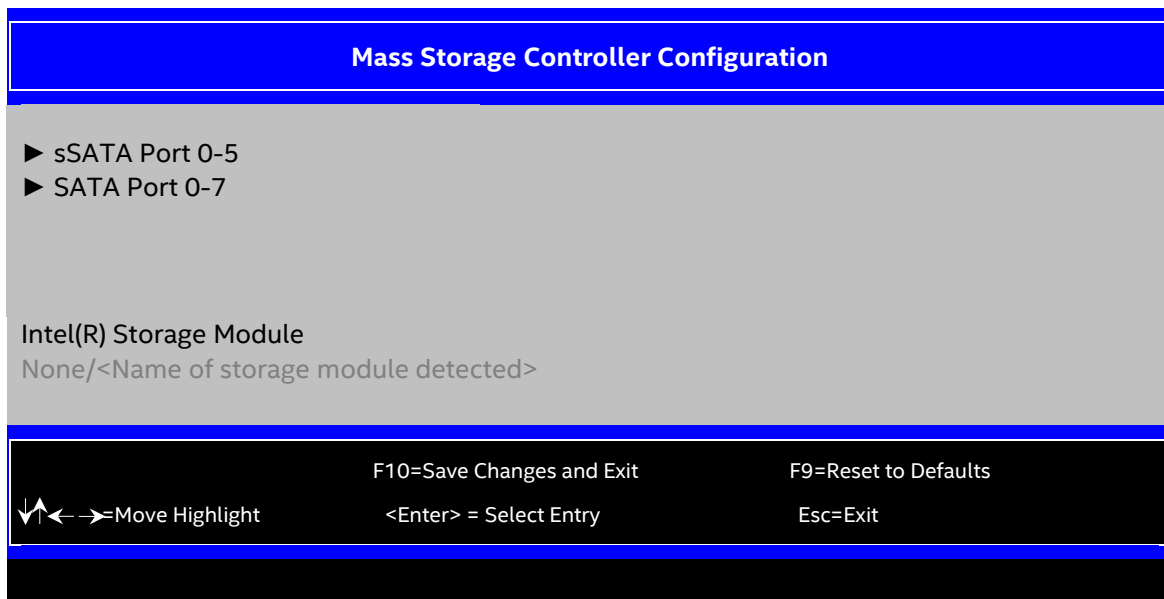 Mass Storage Controller Configuration
► sSATA Port 0-5
► SATA Port 0-7
Intel(R) Storage Module
None/<Name of storage module detected>
F10=Save Changes and Exit F9=Reset to Defaults
=Move Highlight <Enter> = Select Entry Esc=Exit